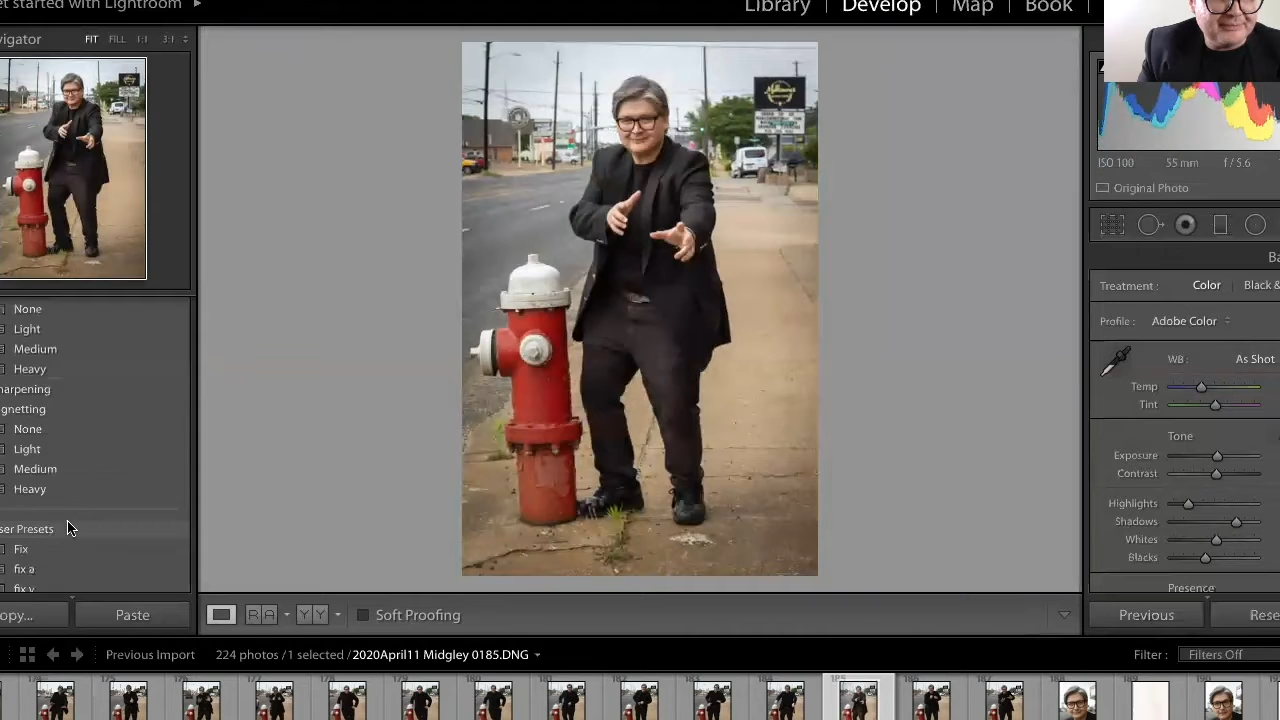 et started with Lightroom
Library | Develop | Map | Book
vigator FIT FILL 1:1 3:1
ISO 100 55 mm f / 5.6
Original Photo
Ba
Treatment : Color Black &
Profile : Adobe Color
WB : As Shot
Temp
Tint
Tone
Exposure
Contrast
Highlights
Shadows
Whites
Blacks
Presence
None
Light
Medium
Heavy
arpening
gnetting
None
Light
Medium
Heavy
ser Presets
Fix
fix a
fix v
opy... Paste
R A Y Y Soft Proofing
Previous Rese
Previous Import 224 photos / 1 selected / 2020April11 Midgley 0185.DNG
Filter : Filters Off